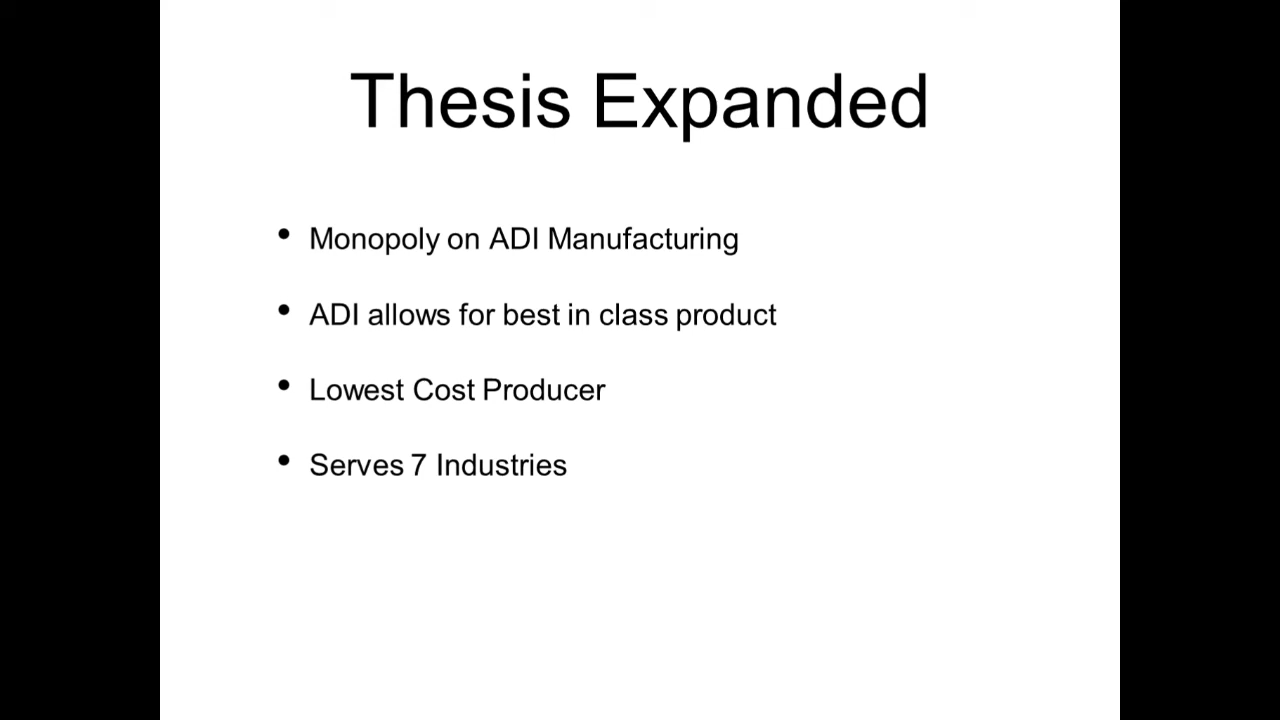 Thesis Expanded
• Monopoly on ADI Manufacturing
• ADI allows for best in class product
• Lowest Cost Producer
• Serves 7 Industries